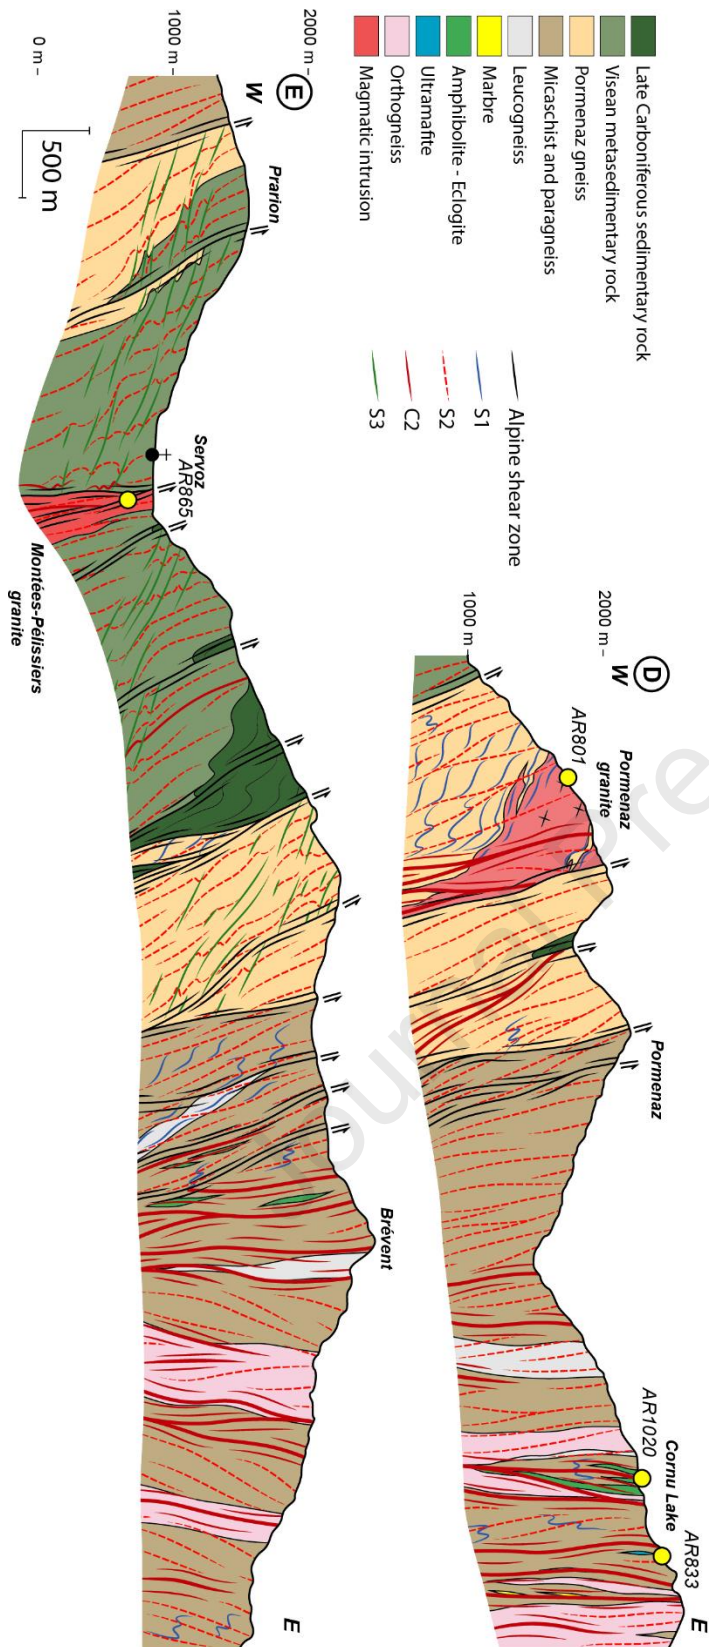 Late Carboniferous sedimentary rock
Visean metasedimentary rock
Pormenaz gneiss
Micaschist and paragneiss
Leucogneiss
Marbre
Amphibolite - Eclogite
Ultramafite
Orthogneiss
Magmatic intrusion
Alpine shear zone
S1
S2
C2
S3
D
W
2000 m
1000 m
AR801
Pormenaz
granite
Pormenaz
AR1020
Cornu Lake
AR833
E
E
W
2000 m
1000 m
0 m
500 m
Prarion
Servoz
AR865
Montées-Pélissiers
granite
Brévent
E
Journal Pre